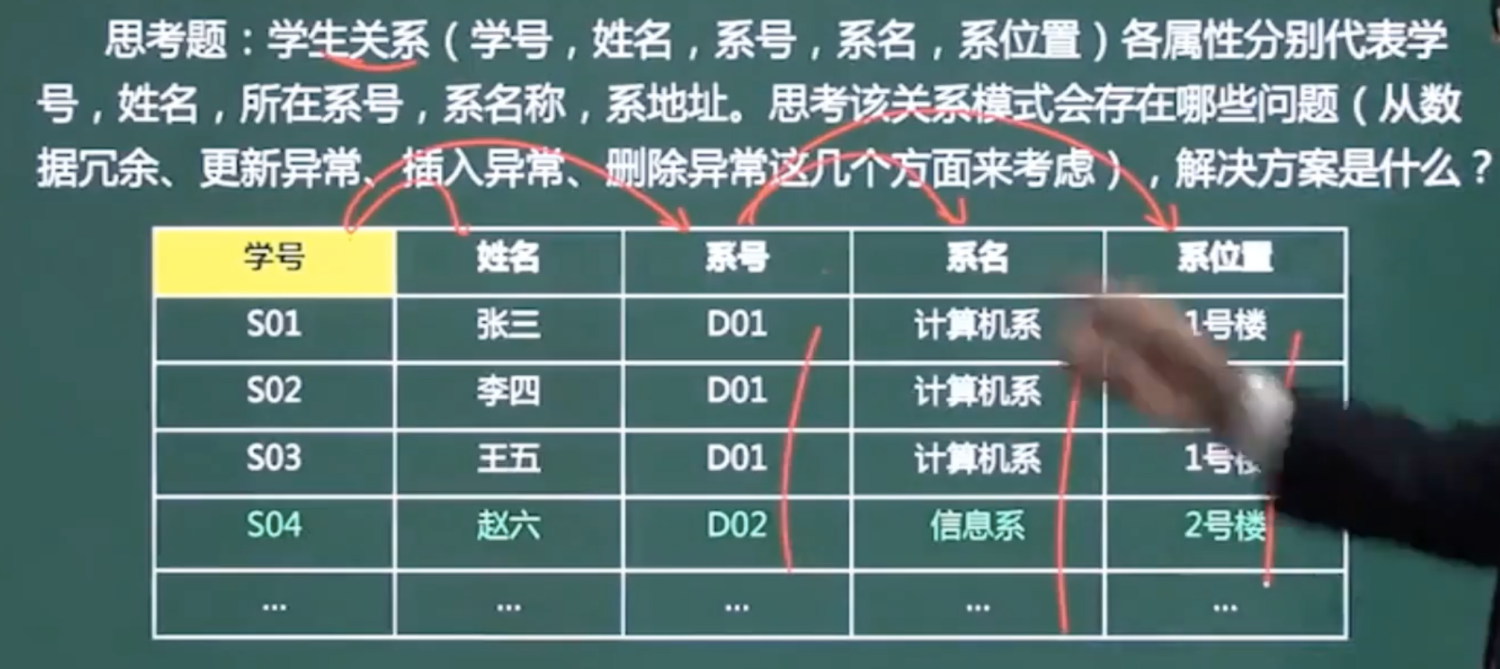 思考题：学生关系（学号，姓名，系号，系名，系位置）各属性分别代表学
号，姓名，所在系号，系名称，系地址。思考该关系模式会存在哪些问题（从数
据冗余、更新异常、插入异常、删除异常这几个方面来考虑），解决方案是什么？
学号 姓名 系号 系名 系位置
S01 张三 D01 计算机系 1号楼
S02 李四 D01 计算机系
S03 王五 D01 计算机系 1号楼
S04 赵六 D02 信息系 2号楼
... ... ... ... ...